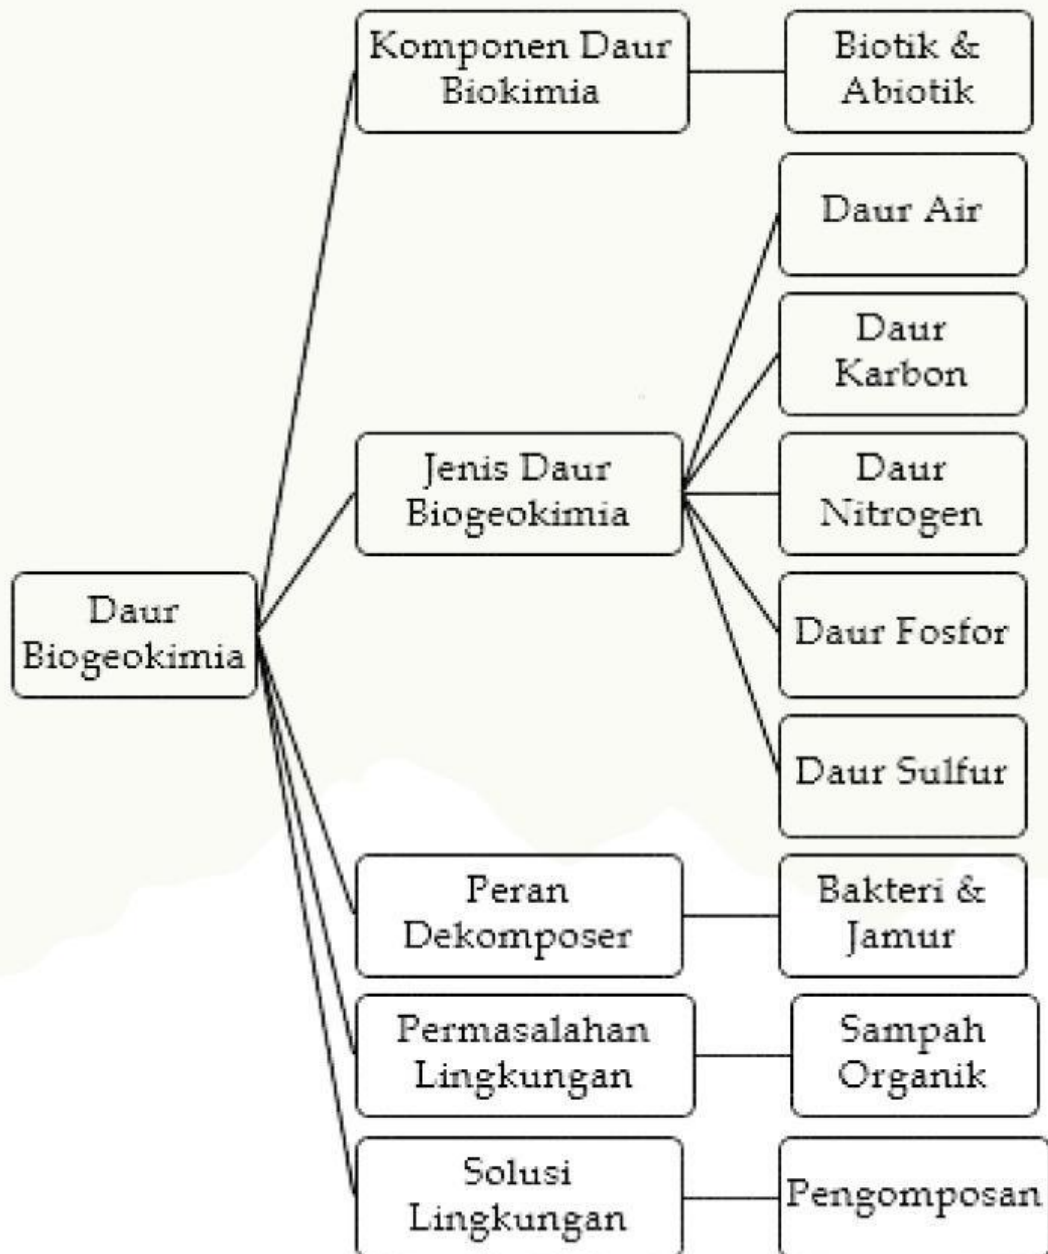 Daur
Biogeokimia
Komponen Daur
Biokimia
Biotik &
Abiotik
Jenis Daur
Biogeokimia
Daur Air
Daur
Karbon
Daur
Nitrogen
Daur Fosfor
Daur Sulfur
Peran
Dekomposer
Bakteri &
Jamur
Permasalahan
Lingkungan
Sampah
Organik
Solusi
Lingkungan
Pengomposan